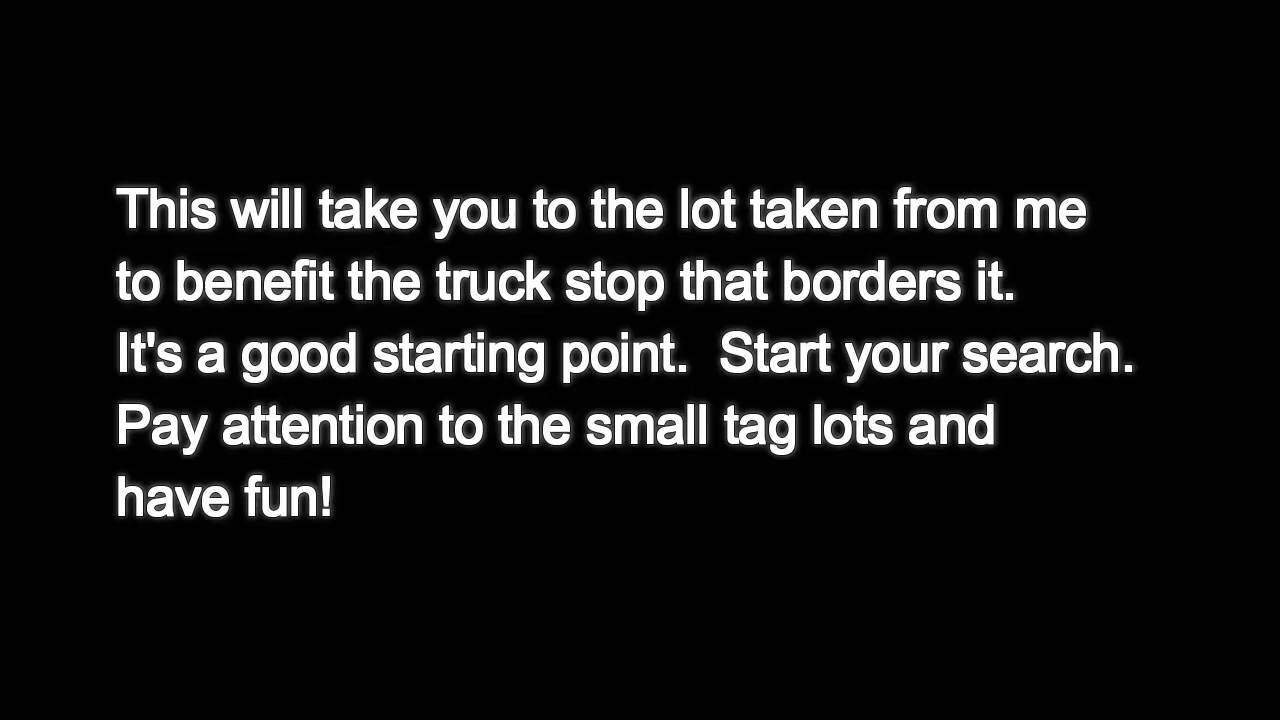 This will take you to the lot taken from me
to benefit the truck stop that borders it.
It's a good starting point.  Start your search.
Pay attention to the small tag lots and
have fun!